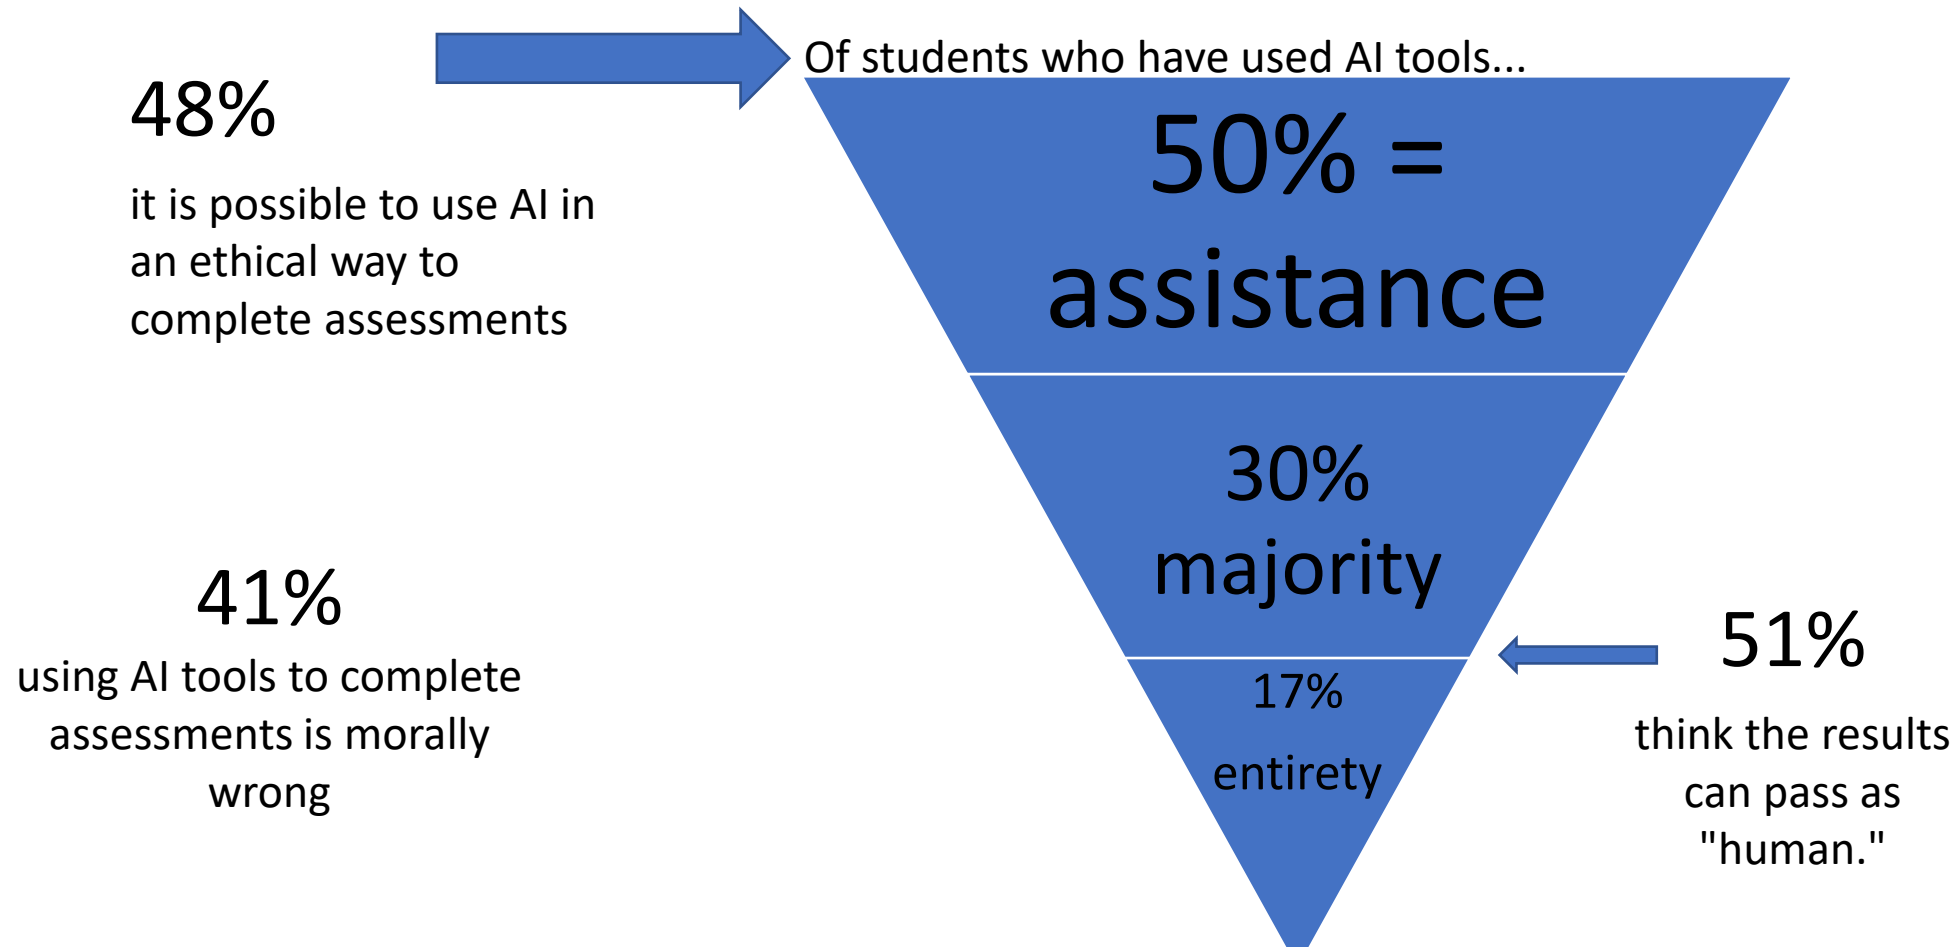 48%
it is possible to use AI in
an ethical way to
complete assessments
41%
using AI tools to complete
assessments is morally
wrong
Of students who have used AI tools...
50% =
assistance
30%
majority
17%
entirety
51%
think the results
can pass as
"human."